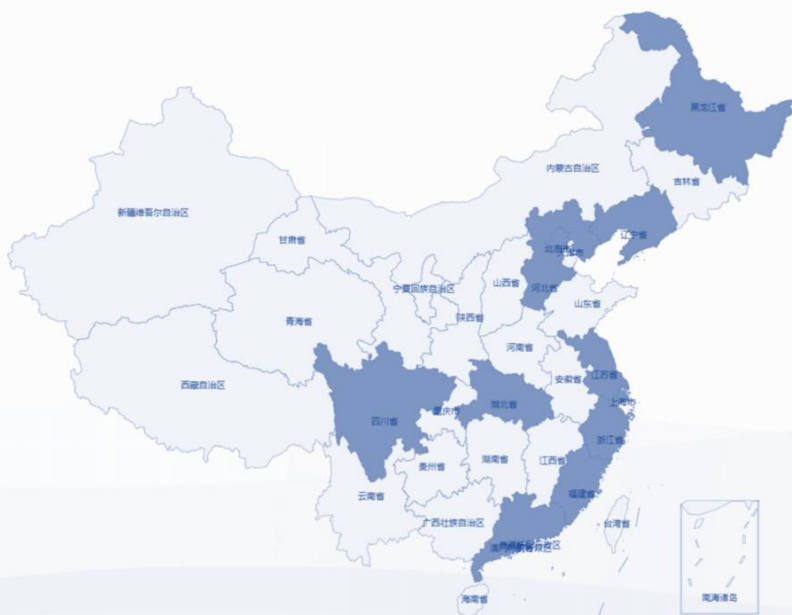 黑龙江省
内蒙古自治区
吉林省
新疆维吾尔自治区
辽宁省
甘肃省
北京市
山西省
宁夏回族自治区
河北省
山东省
青海省
陕西省
河南省
江苏省
安徽省
西藏自治区
上海市
湖北省
重庆市
四川省
浙江省
湖南省
江西省
贵州省
福建省
云南省
广西壮族自治区
台湾省
南海诸岛
海南省